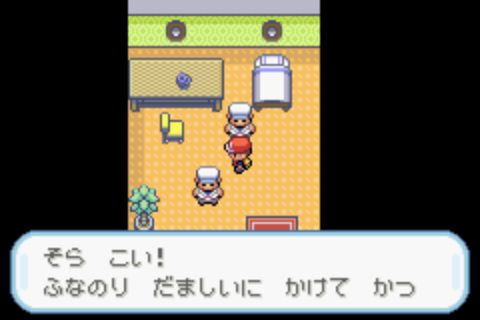 そら　こい！
ふなのり　だましいに　かけて　かつ